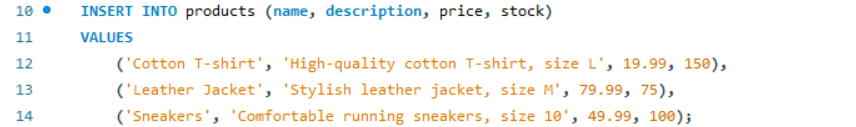 10 INSERT INTO products (name, description, price, stock)
11 VALUES
12 ('Cotton T-shirt', 'High-quality cotton T-shirt, size L', 19.99, 150),
13 ('Leather Jacket', 'Stylish leather jacket, size M', 79.99, 75),
14 ('Sneakers', 'Comfortable running sneakers, size 10', 49.99, 100);